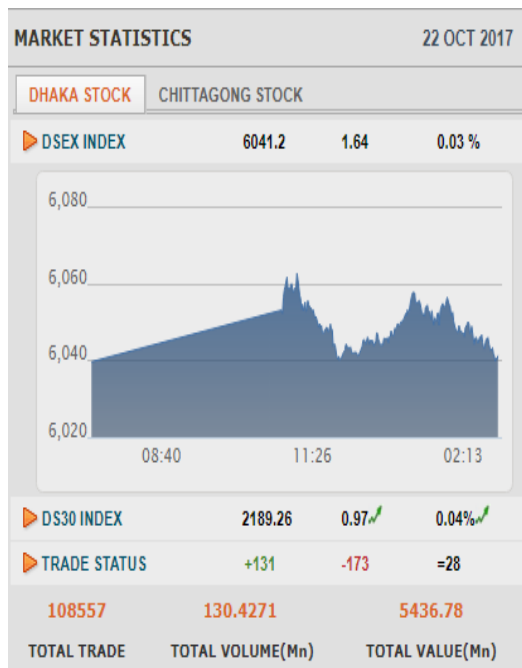 MARKET STATISTICS 22 OCT 2017
DHAKA STOCK CHITTAGONG STOCK
DSEX INDEX 6041.2 1.64 0.03 %
6,080
6,060
6,040
6,020
08:40 11:26 02:13
DS30 INDEX 2189.26 0.97 0.04%
TRADE STATUS +131 -173 =28
108557 130.4271 5436.78
TOTAL TRADE TOTAL VOLUME(Mn) TOTAL VALUE(Mn)